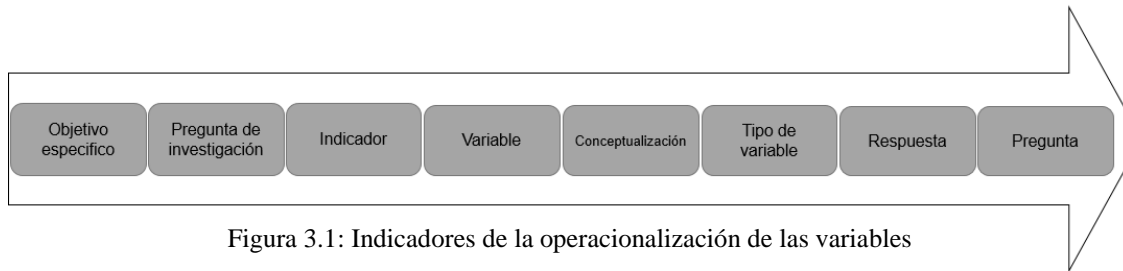 Objetivo
especifico
Pregunta de
investigación
Indicador
Variable
Conceptualización
Tipo de
variable
Respuesta
Pregunta
Figura 3.1: Indicadores de la operacionalización de las variables